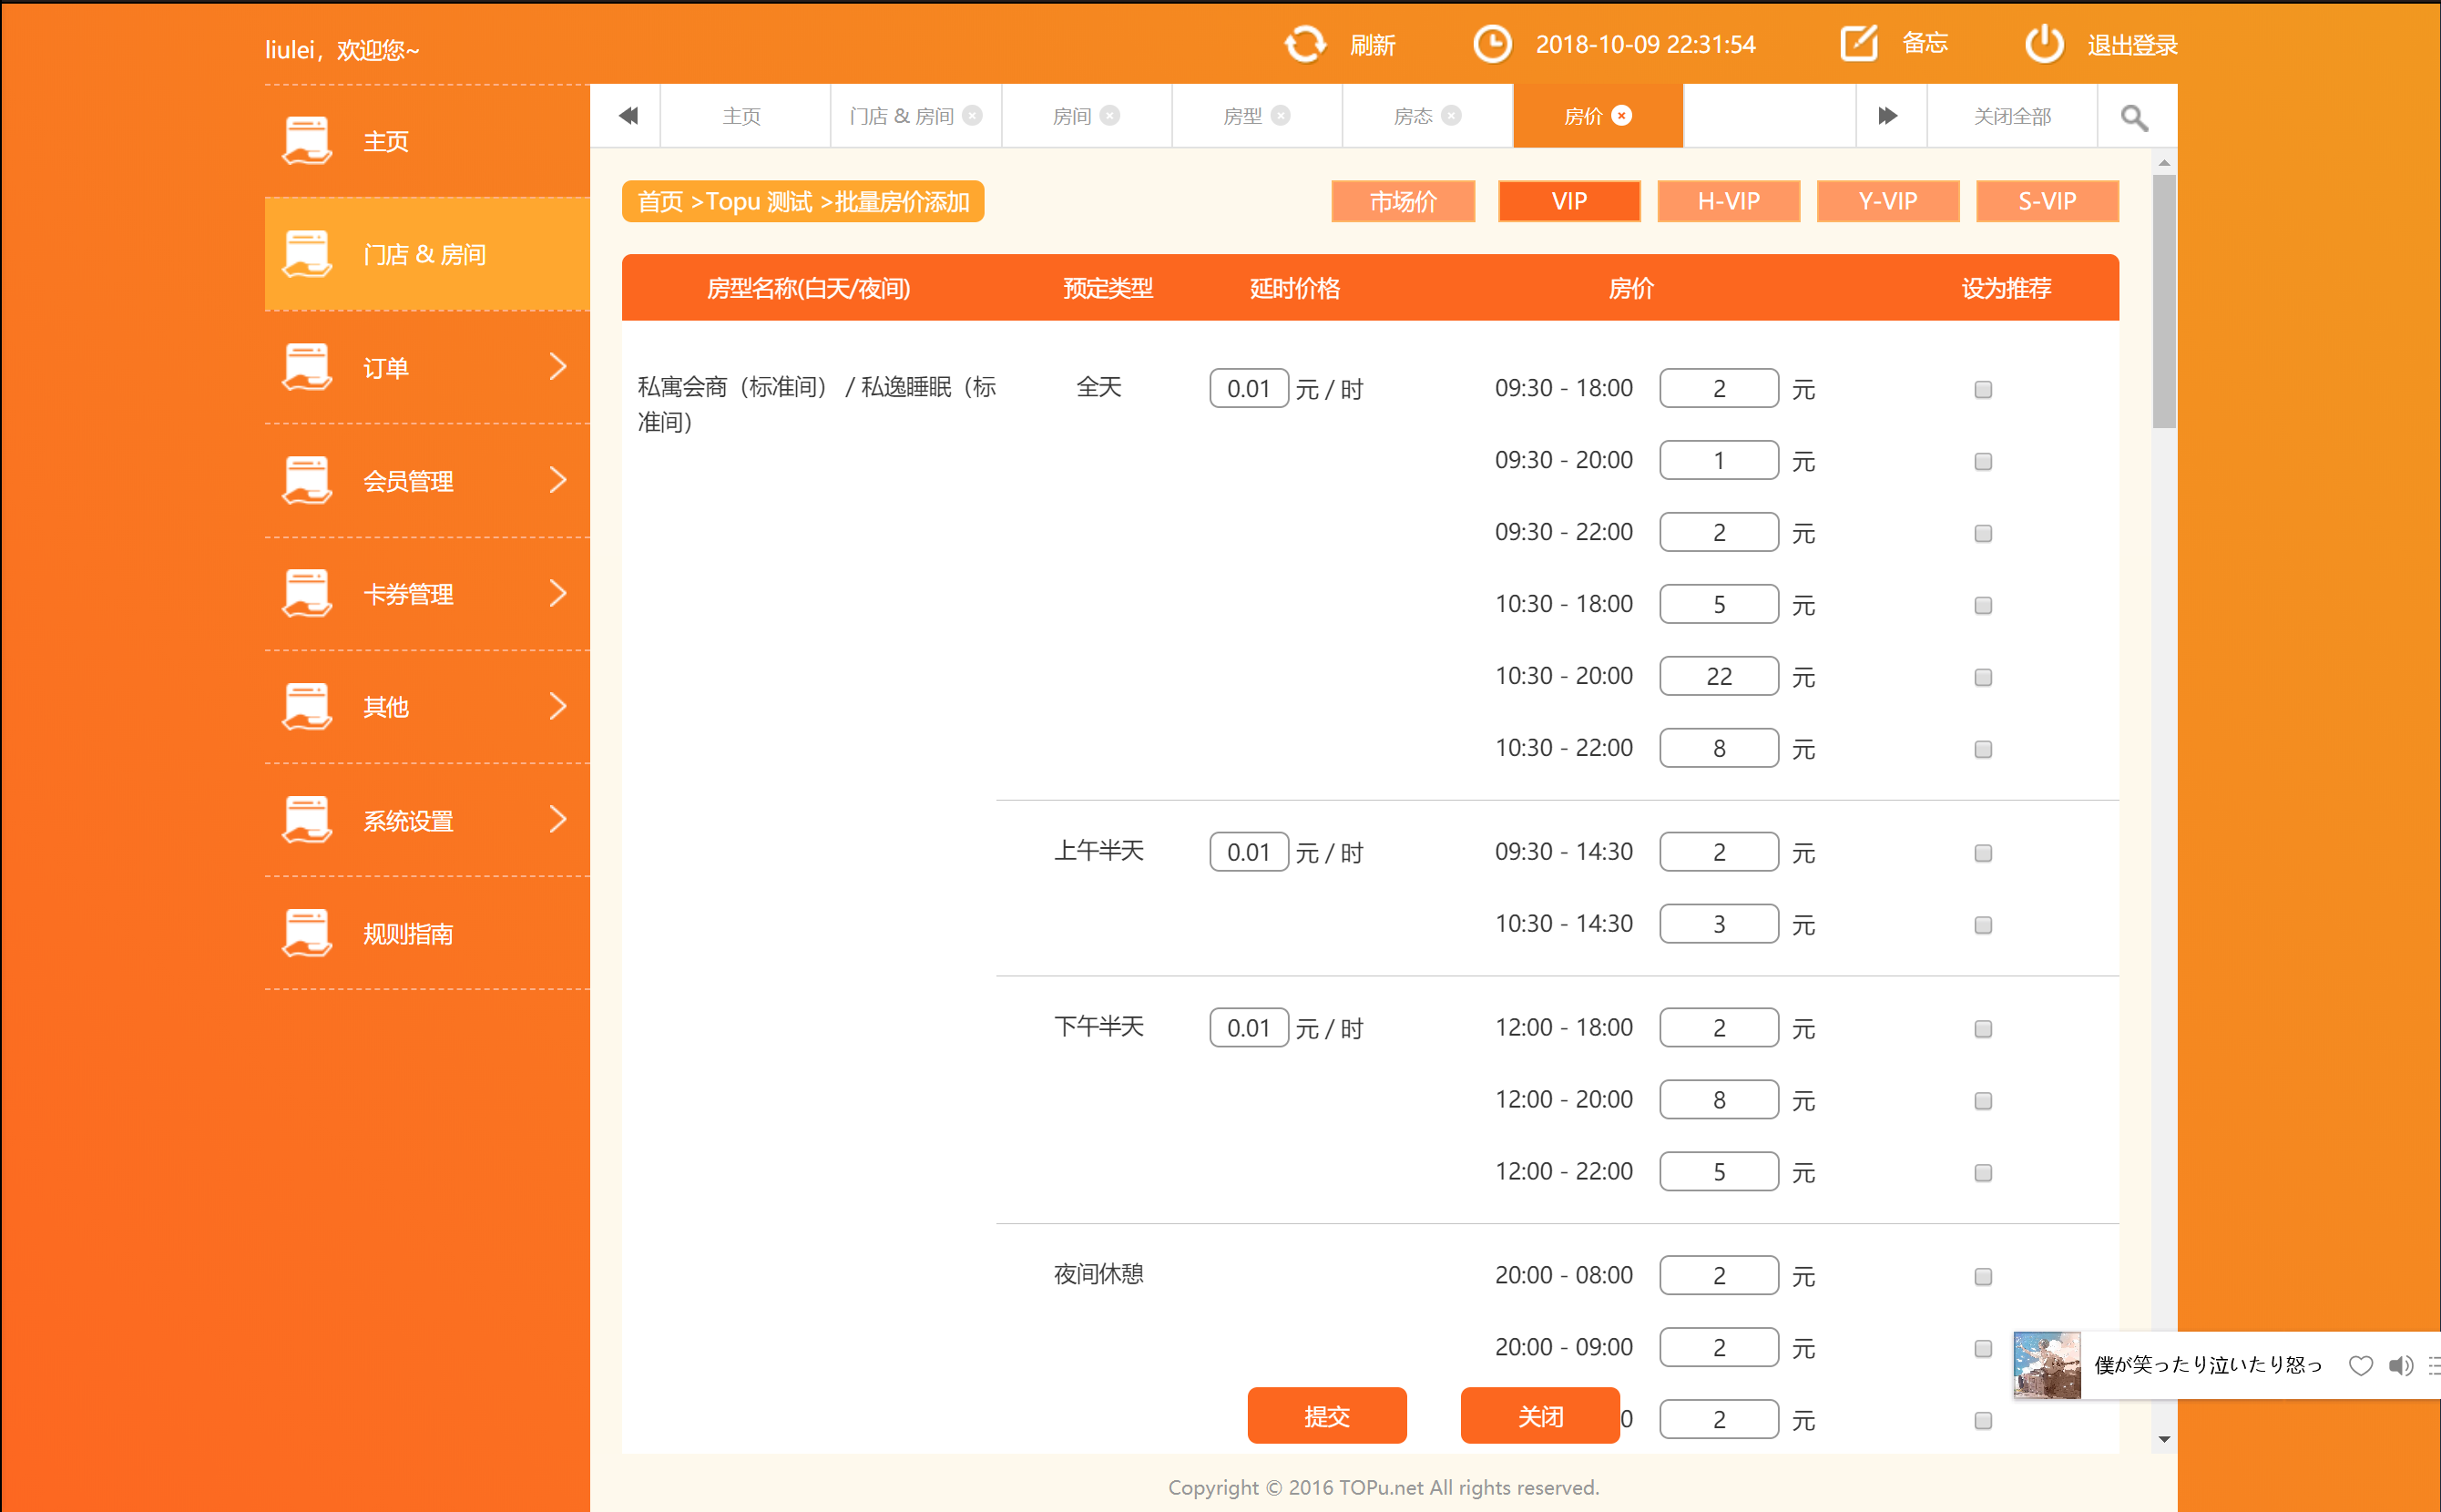 liulei，欢迎您~
刷新
2018-10-09 22:31:54
备忘
退出登录
主页
门店 & 房间
订单
会员管理
卡券管理
其他
系统设置
规则指南
主页
门店 & 房间
房间
房型
房态
房价
关闭全部
首页 >Topu 测试 >批量房价添加
市场价
VIP
H-VIP
Y-VIP
S-VIP
房型名称(白天/夜间) 预定类型 延时价格 房价 设为推荐
私寓会商（标准间） / 私逸睡眠（标
准间）
全天 0.01 元 / 时 09:30 - 18:00 2 元
09:30 - 20:00 1 元
09:30 - 22:00 2 元
10:30 - 18:00 5 元
10:30 - 20:00 22 元
10:30 - 22:00 8 元
上午半天 0.01 元 / 时 09:30 - 14:30 2 元
10:30 - 14:30 3 元
下午半天 0.01 元 / 时 12:00 - 18:00 2 元
12:00 - 20:00 8 元
12:00 - 22:00 5 元
夜间休憩 20:00 - 08:00 2 元
20:00 - 09:00 2 元
0 2 元
提交
关闭
僕が笑ったり泣いたり怒っ
Copyright © 2016 TOPu.net All rights reserved.